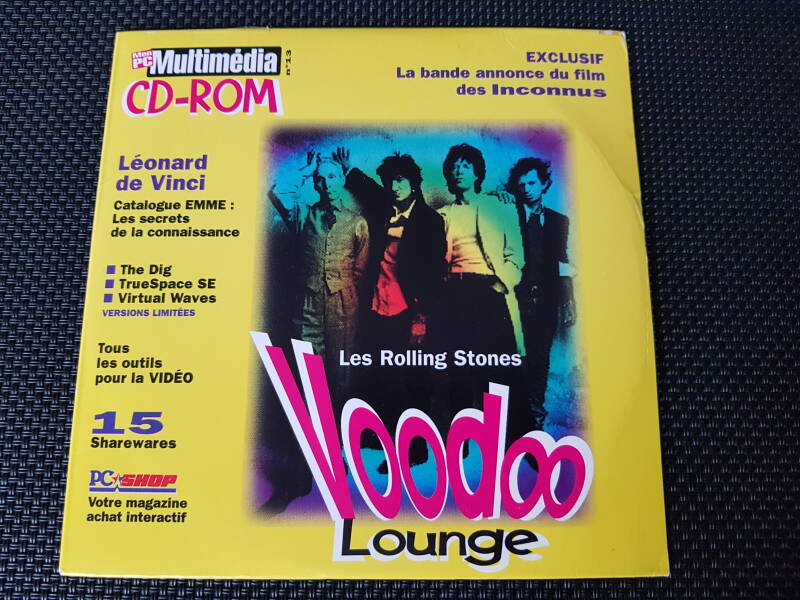 Mon PC Multimédia n°13
CD-ROM
EXCLUSIF
La bande annonce du film
des Inconnus
Léonard
de Vinci
Catalogue EMME :
Les secrets
de la connaissance
The Dig
TrueSpace SE
Virtual Waves
VERSIONS LIMITÉES
Tous
les outils
pour la VIDÉO
15
Sharewares
PC SHOP
Votre magazine
achat interactif
Les Rolling Stones
Voodoo
Lounge